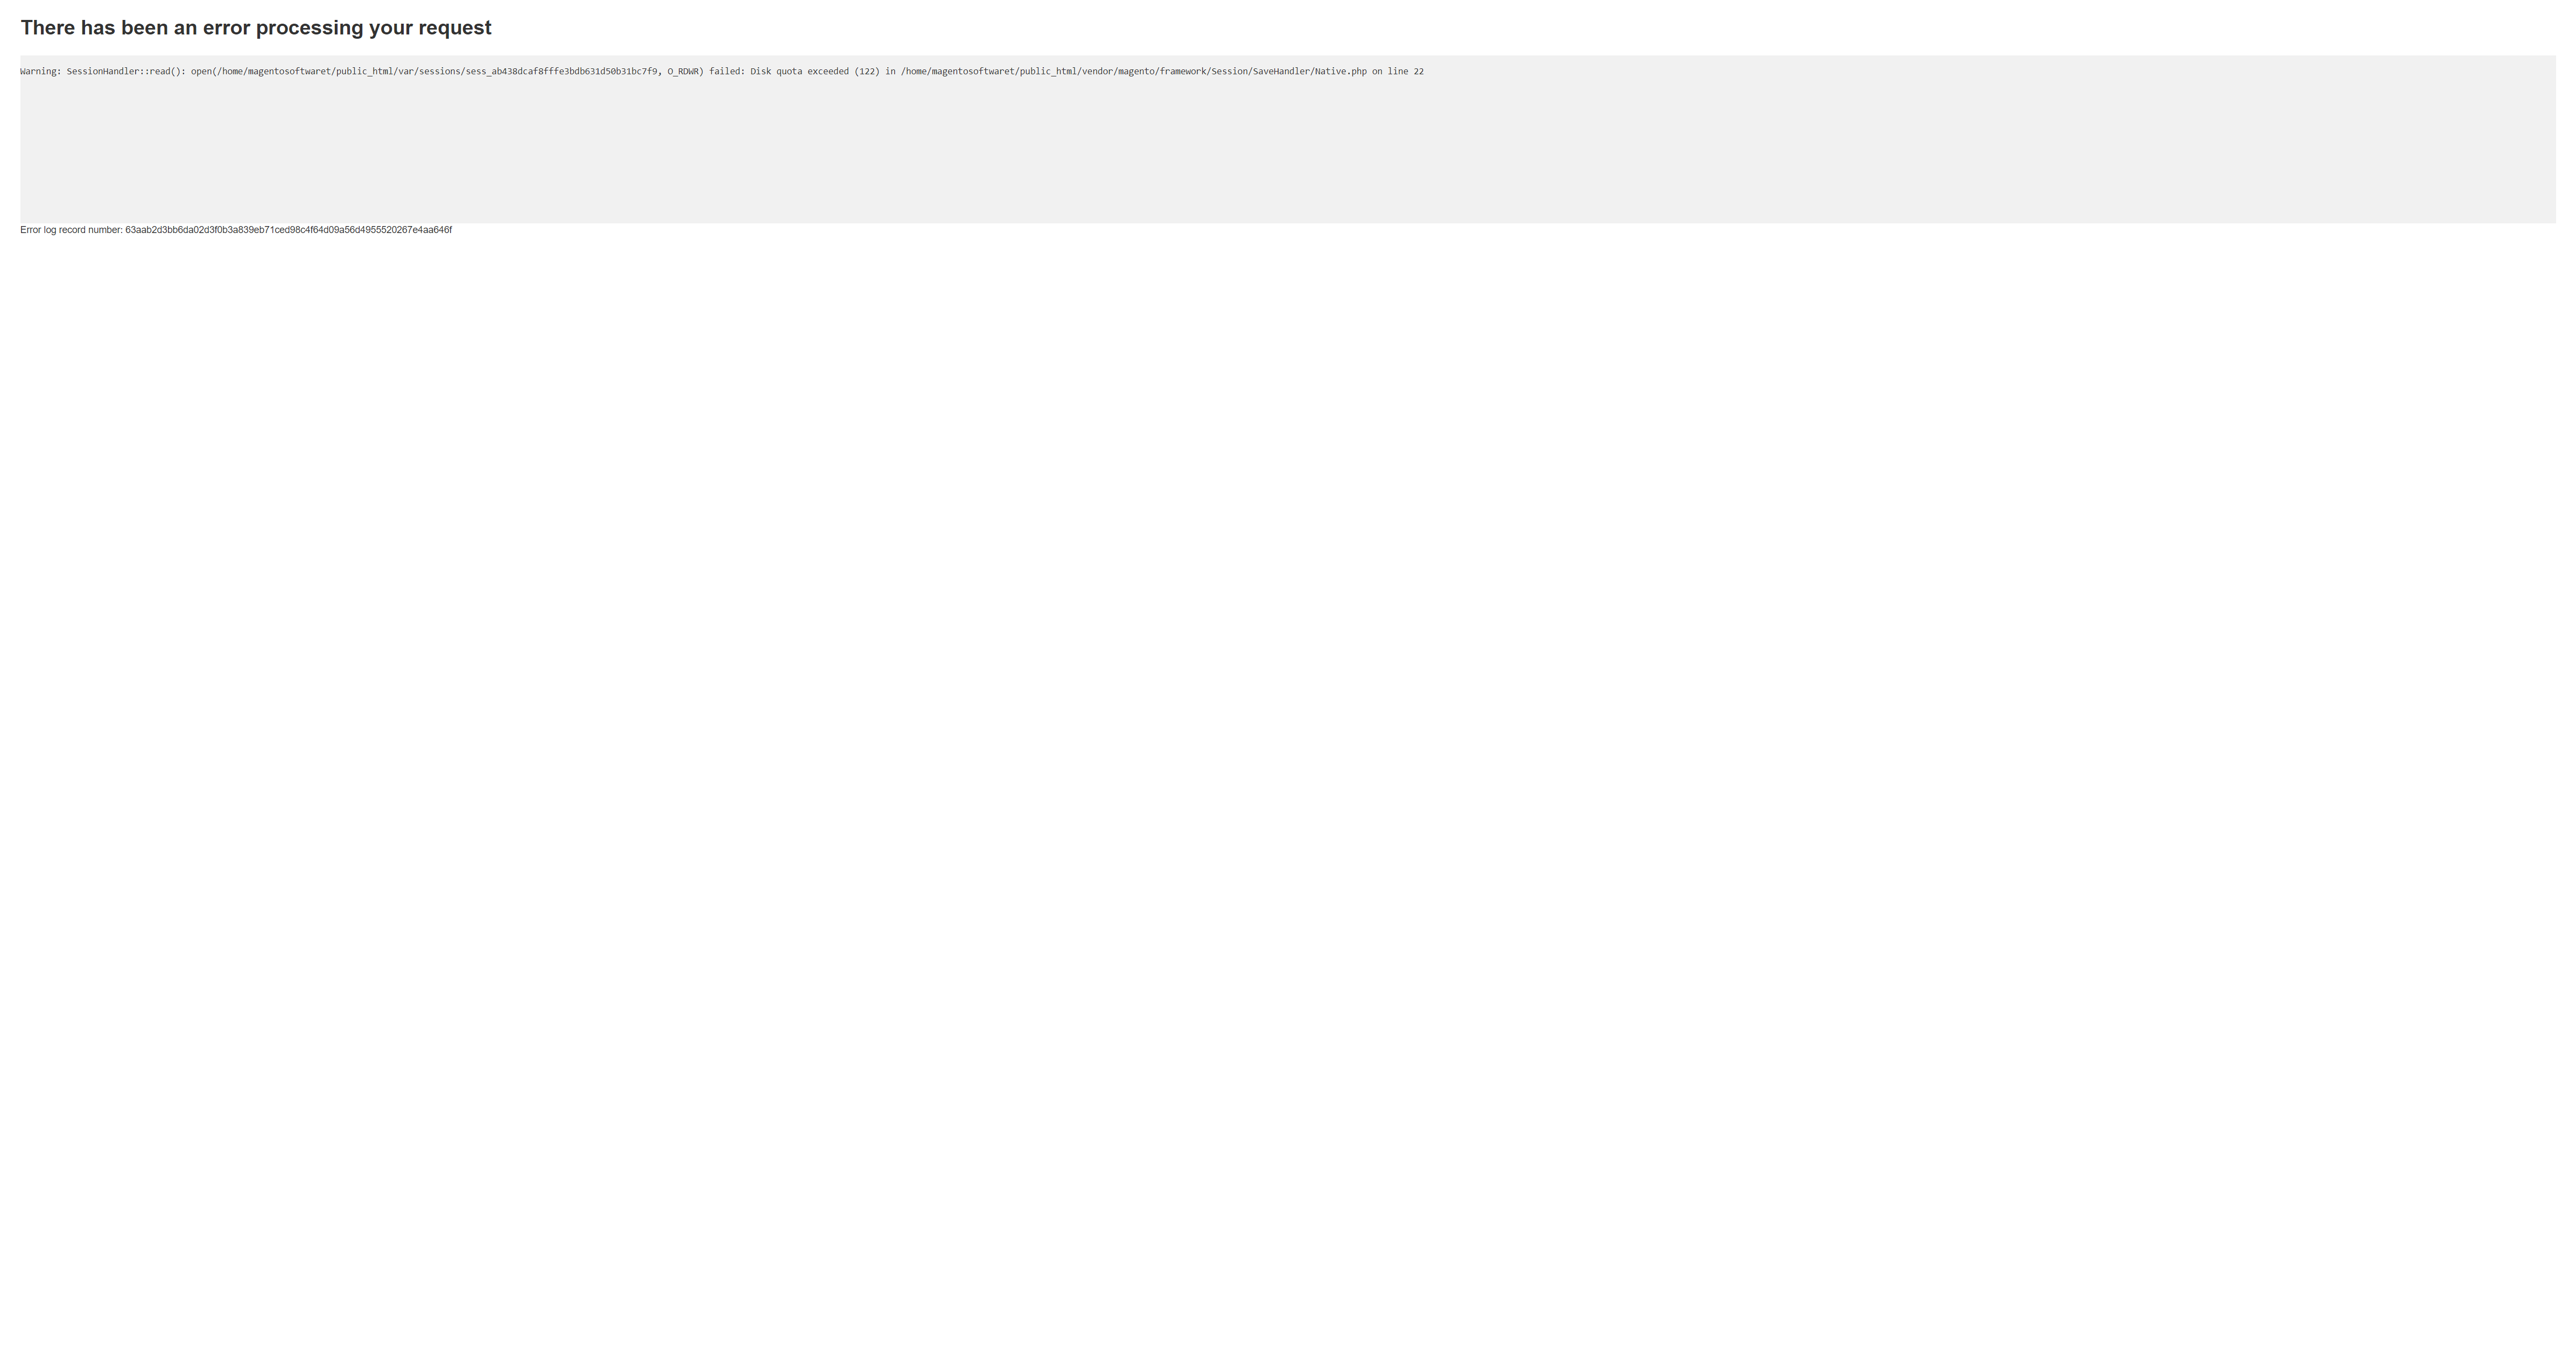 There has been an error processing your request
Warning: SessionHandler::read(): open(/home/magentosoftwaret/public_html/var/sessions/sess_ab438dcaf8fffe3bdb631d50b31bc7f9, O_RDWR) failed: Disk quota exceeded (122) in /home/magentosoftwaret/public_html/vendor/magento/framework/Session/SaveHandler/Native.php on line 22
Error log record number: 63aab2d3bb6da02d3f0b3a839eb71ced98c4f64d09a56d4955520267e4aa646f